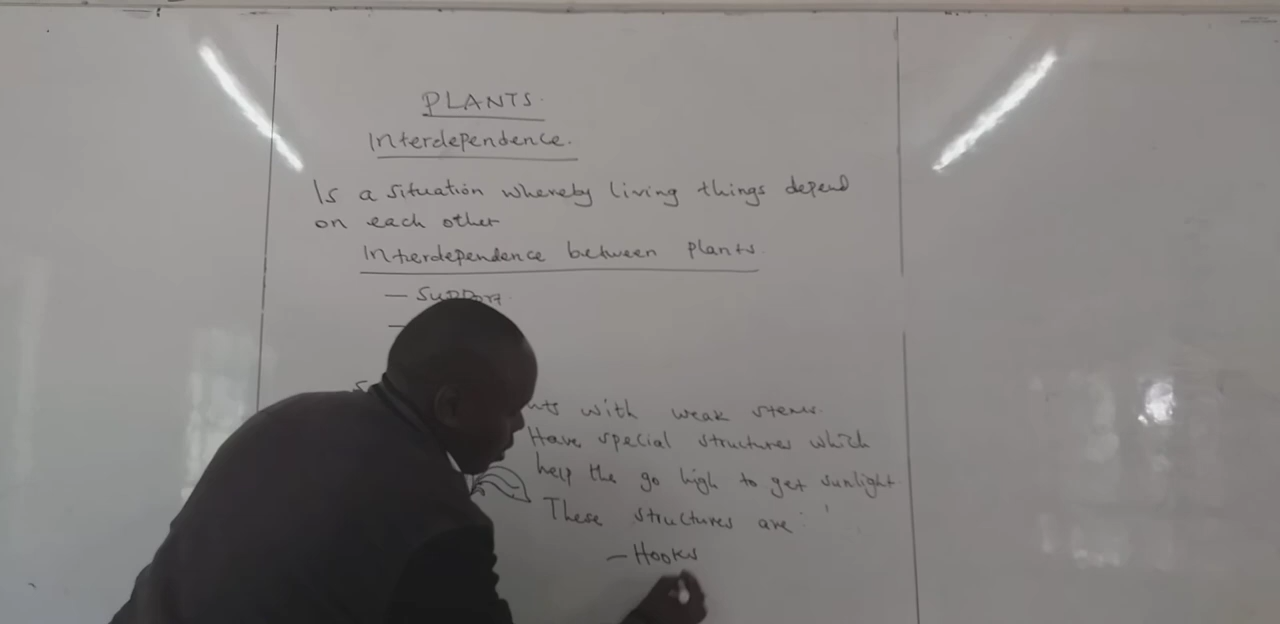 PLANTS.
Interdependence.
Is a situation whereby living things depend
on each other
Interdependence between plants.
— Support
—
with weak stems.
Have special structures which
help the go high to get sunlight
These structures are:
— Hooks